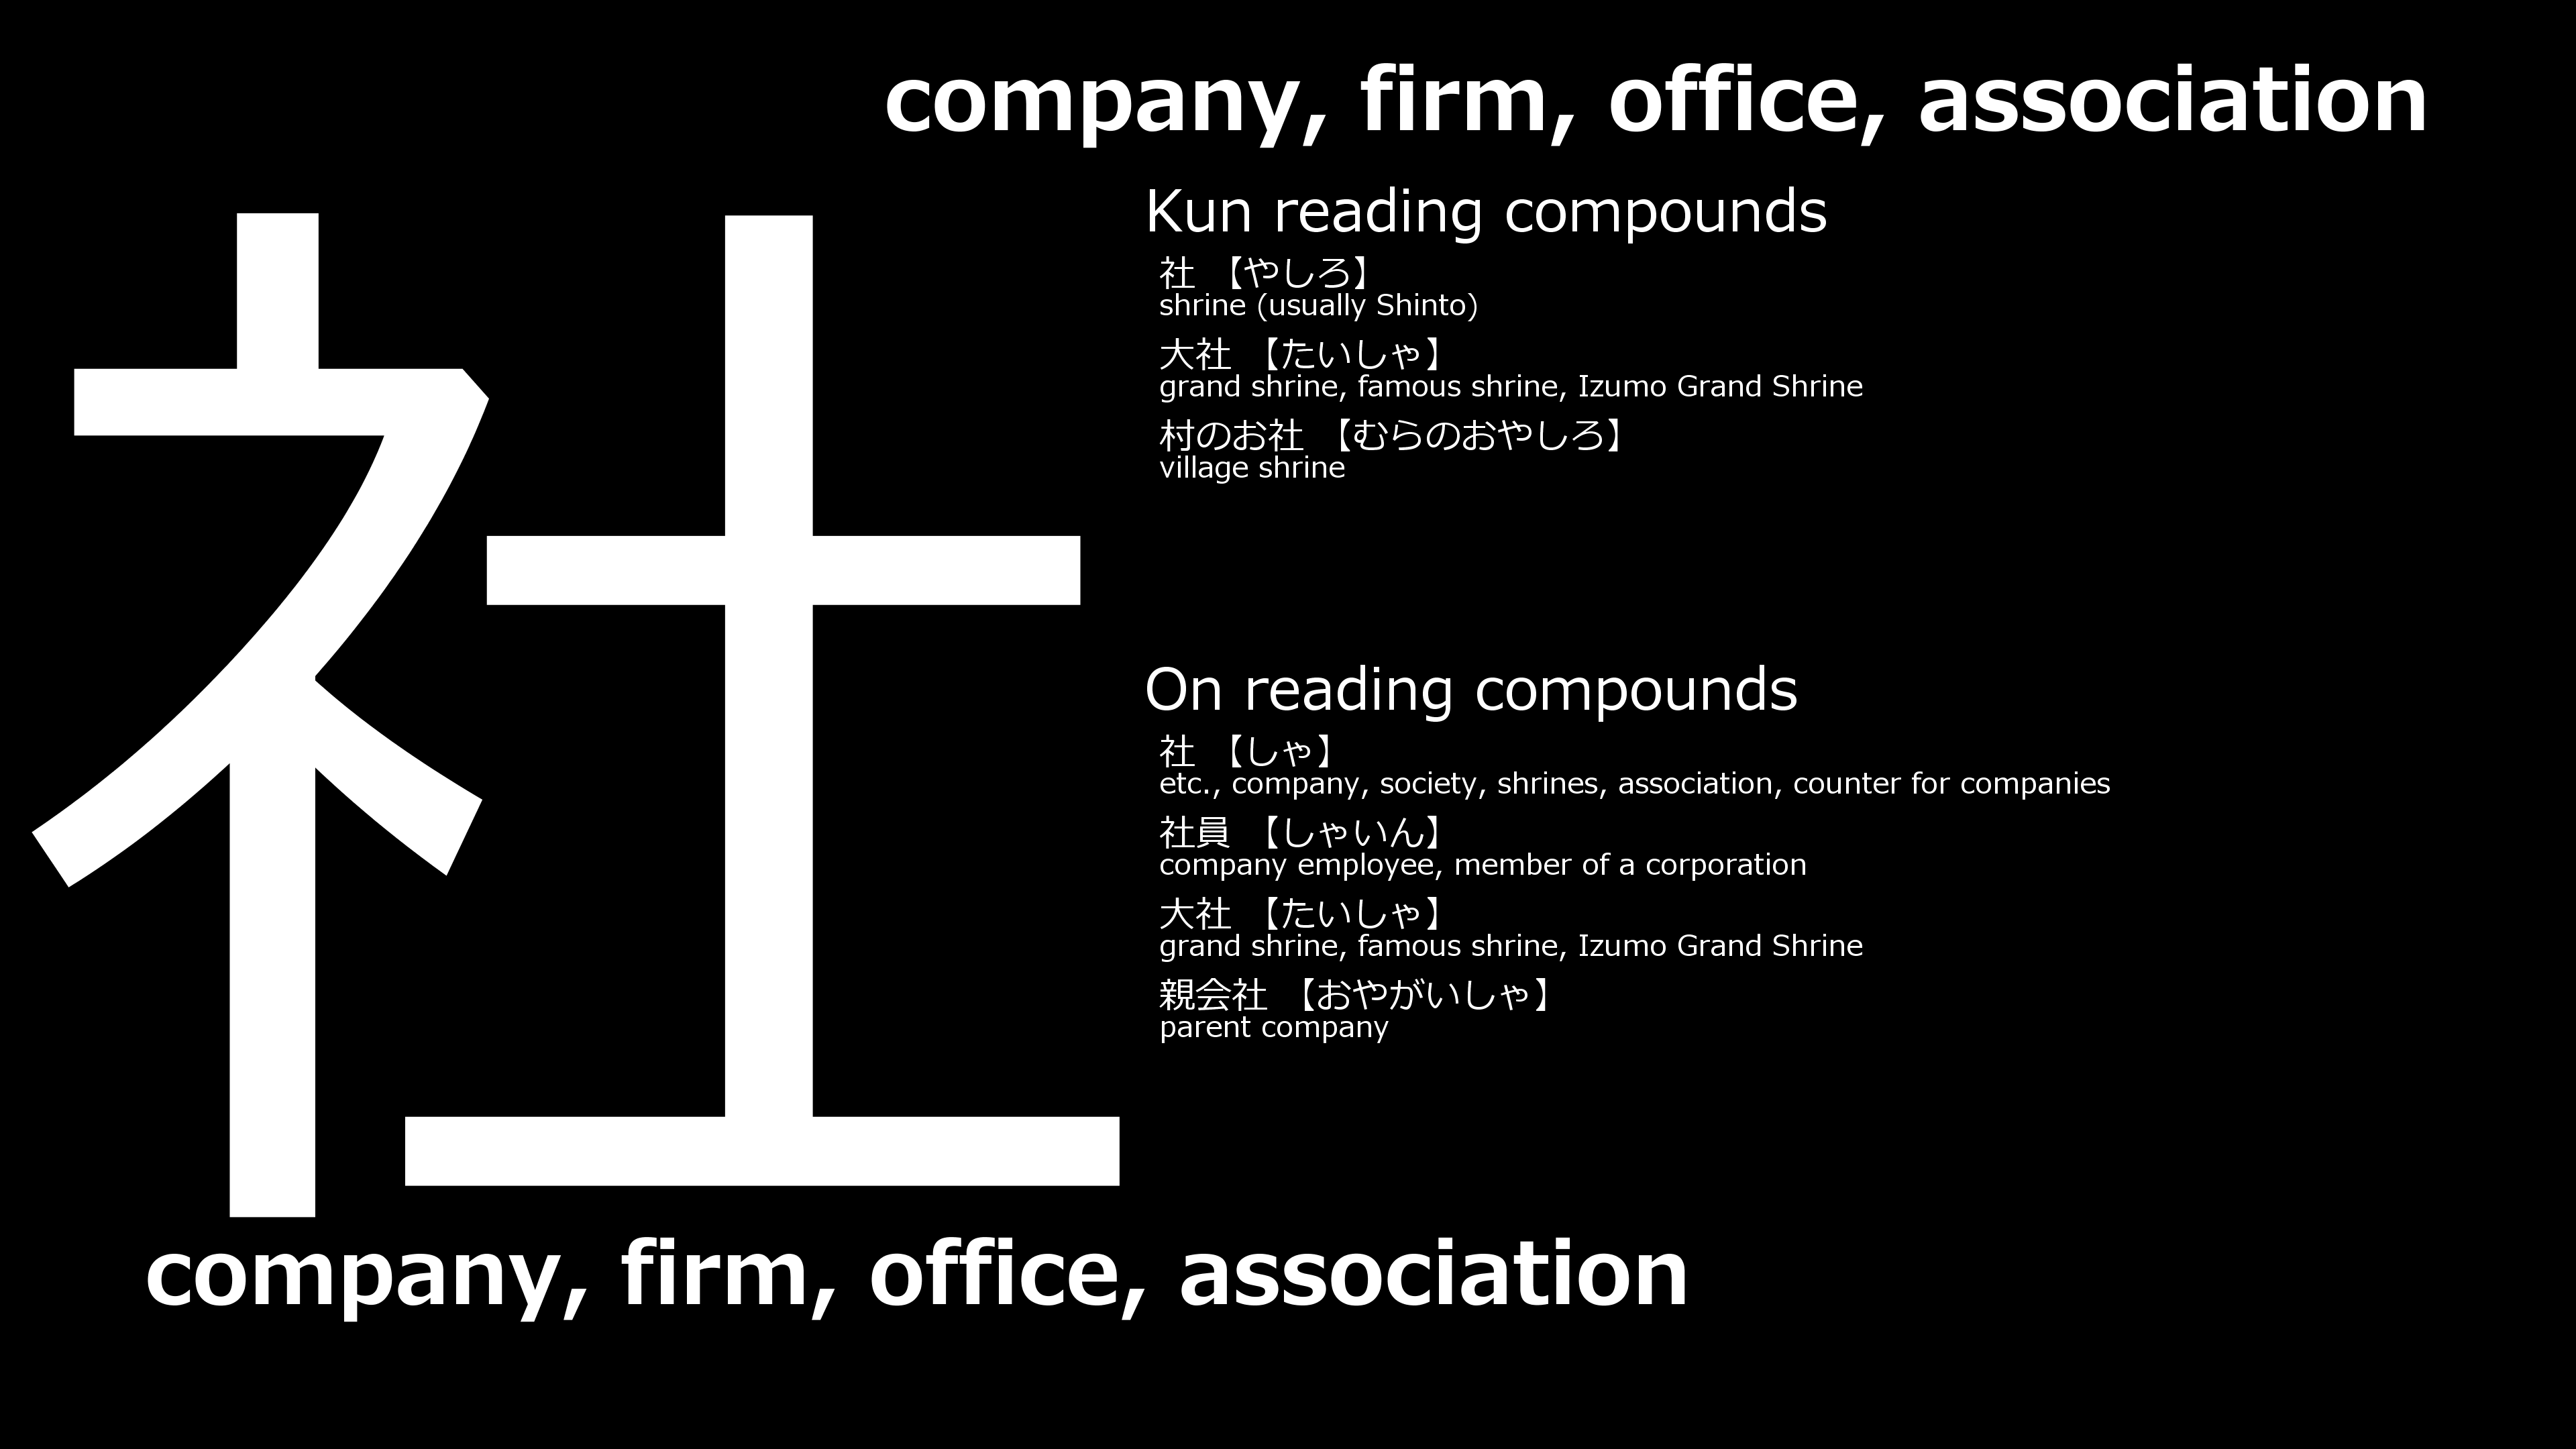 company, firm, office, association
社
Kun reading compounds
社 【やしろ】
shrine (usually Shinto)
大社 【たいしゃ】
grand shrine, famous shrine, Izumo Grand Shrine
村のお社 【むらのおやしろ】
village shrine
On reading compounds
社 【しゃ】
etc., company, society, shrines, association, counter for companies
社員 【しゃいん】
company employee, member of a corporation
大社 【たいしゃ】
grand shrine, famous shrine, Izumo Grand Shrine
親会社 【おやがいしゃ】
parent company
company, firm, office, association